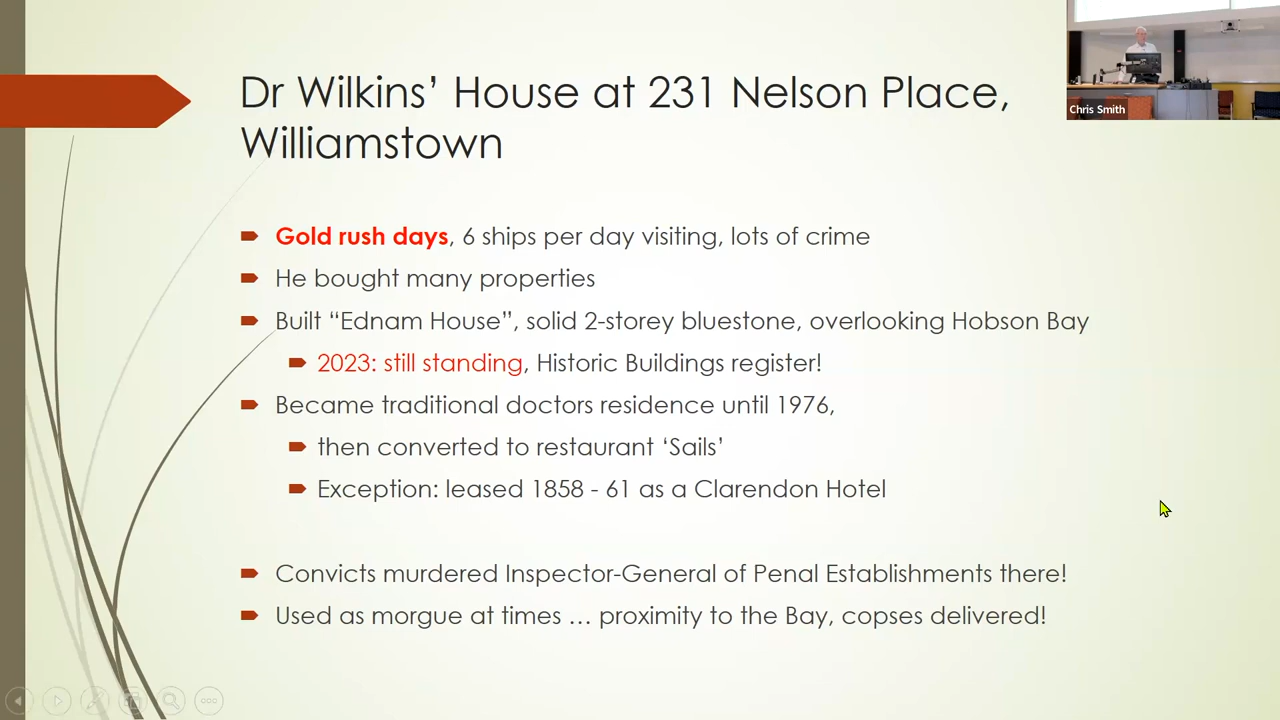 Dr Wilkins’ House at 231 Nelson Place,
Williamstown
Chris Smith
Gold rush days, 6 ships per day visiting, lots of crime
He bought many properties
Built “Ednam House”, solid 2-storey bluestone, overlooking Hobson Bay
2023: still standing, Historic Buildings register!
Became traditional doctors residence until 1976,
then converted to restaurant ‘Sails’
Exception: leased 1858 - 61 as a Clarendon Hotel
Convicts murdered Inspector-General of Penal Establishments there!
Used as morgue at times … proximity to the Bay, copses delivered!